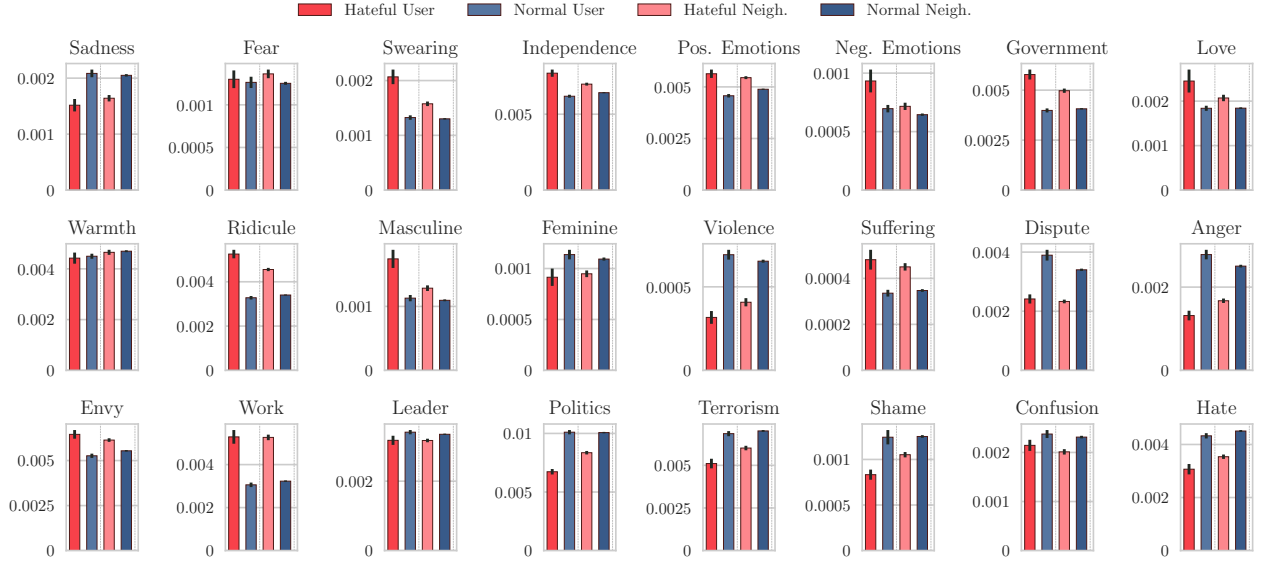 Hateful User Normal User Hateful Neigh. Normal Neigh.
Sadness Fear Swearing Independence Pos. Emotions Neg. Emotions Government Love
0.002 0.001 0 0.001 0.0005 0 0.002 0.001 0 0.005 0 0.005 0.0025 0 0.001 0.0005 0 0.005 0.0025 0 0.002 0.001 0
Warmth Ridicule Masculine Feminine Violence Suffering Dispute Anger
0.004 0.002 0 0.004 0.002 0 0.001 0 0.001 0.0005 0 0.0005 0 0.0004 0.0002 0 0.004 0.002 0 0.002 0
Envy Work Leader Politics Terrorism Shame Confusion Hate
0.005 0.0025 0 0.004 0.002 0 0.002 0 0.01 0.005 0 0.005 0 0.001 0 0.002 0.001 0 0.004 0.002 0